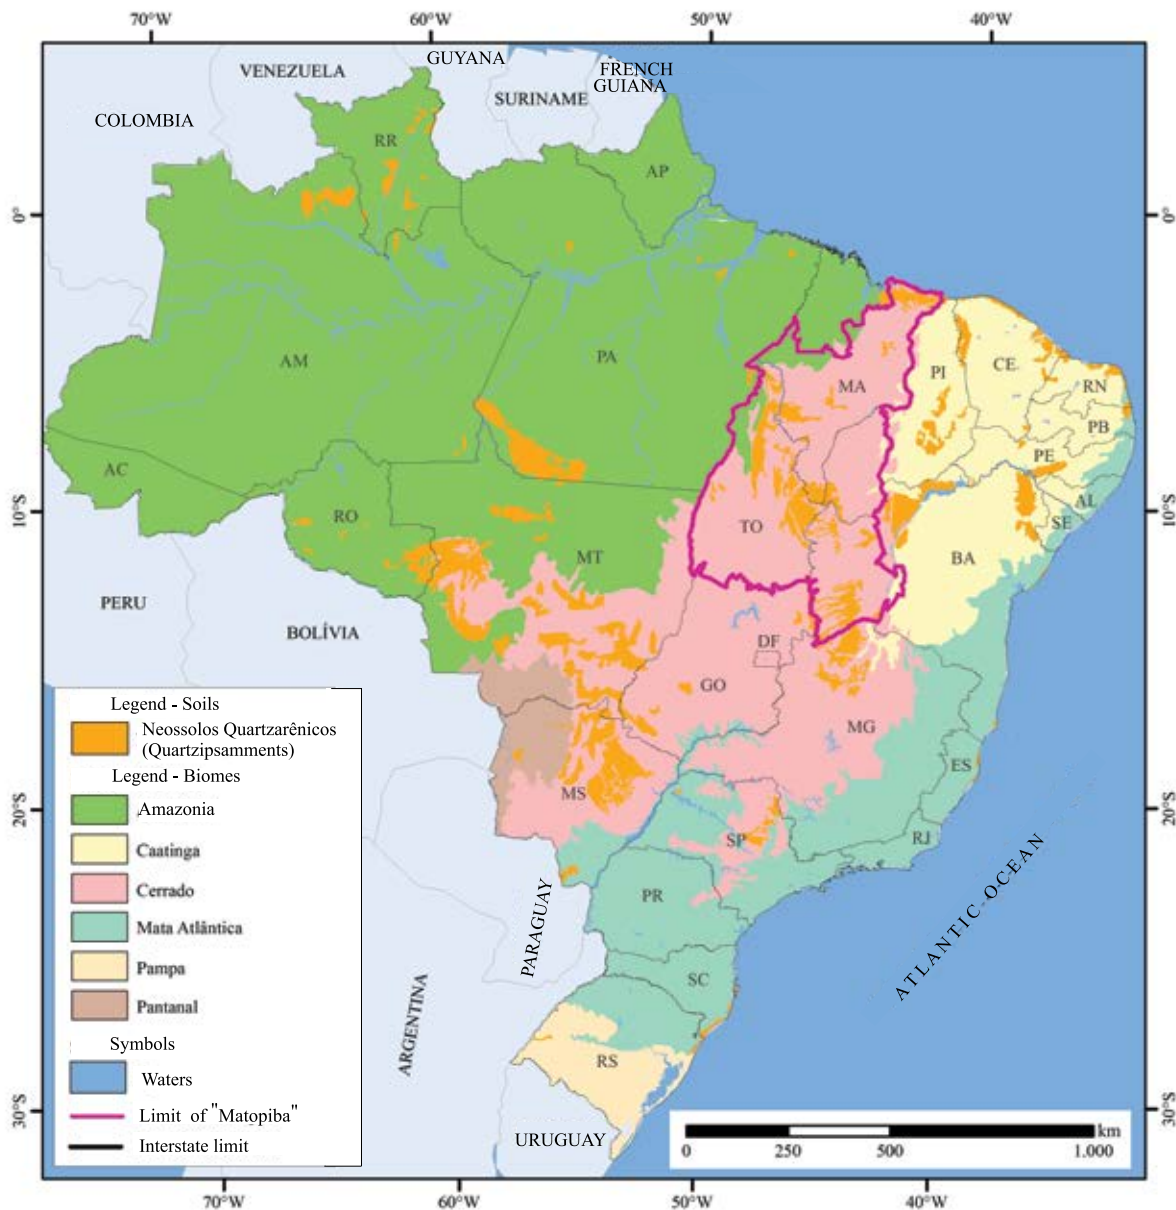 70°W 60°W 50°W 40°W
GUYANA
VENEZUELA
FRENCH
GUIANA
SURINAME
COLOMBIA
RR
AP
0°
0°
AM
PA
MA
PI
CE
RN
PB
PE
AC
AL
10°S
10°S
RO
TO
SE
MT
BA
PERU
BOLÍVIA
DF
GO
MG
Legend - Soils
Neossolos Quartzarênicos
(Quartzipsamments)
Legend - Biomes
Amazonia
Caatinga
Cerrado
Mata Atlântica
Pampa
Pantanal
Symbols
Waters
Limit of "Matopiba"
Interstate limit
ES
MS
20°S
20°S
SP
RJ
PR
PARAGUAY
ATLANTIC OCEAN
SC
ARGENTINA
RS
30°S
30°S
URUGUAY
km
0 250 500 1.000
70°W 60°W 50°W 40°W